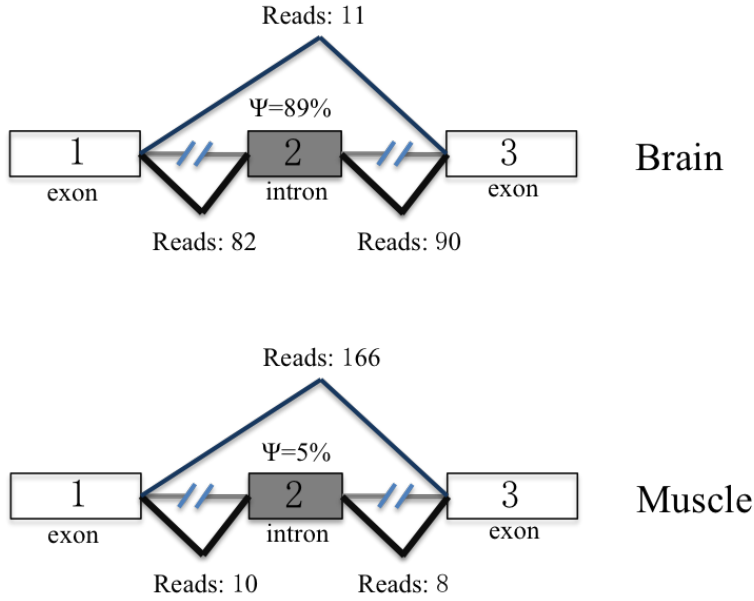 Reads: 11
Ψ=89%
1 2 3 Brain
exon intron exon
Reads: 82 Reads: 90
Reads: 166
Ψ=5%
1 2 3 Muscle
exon intron exon
Reads: 10 Reads: 8